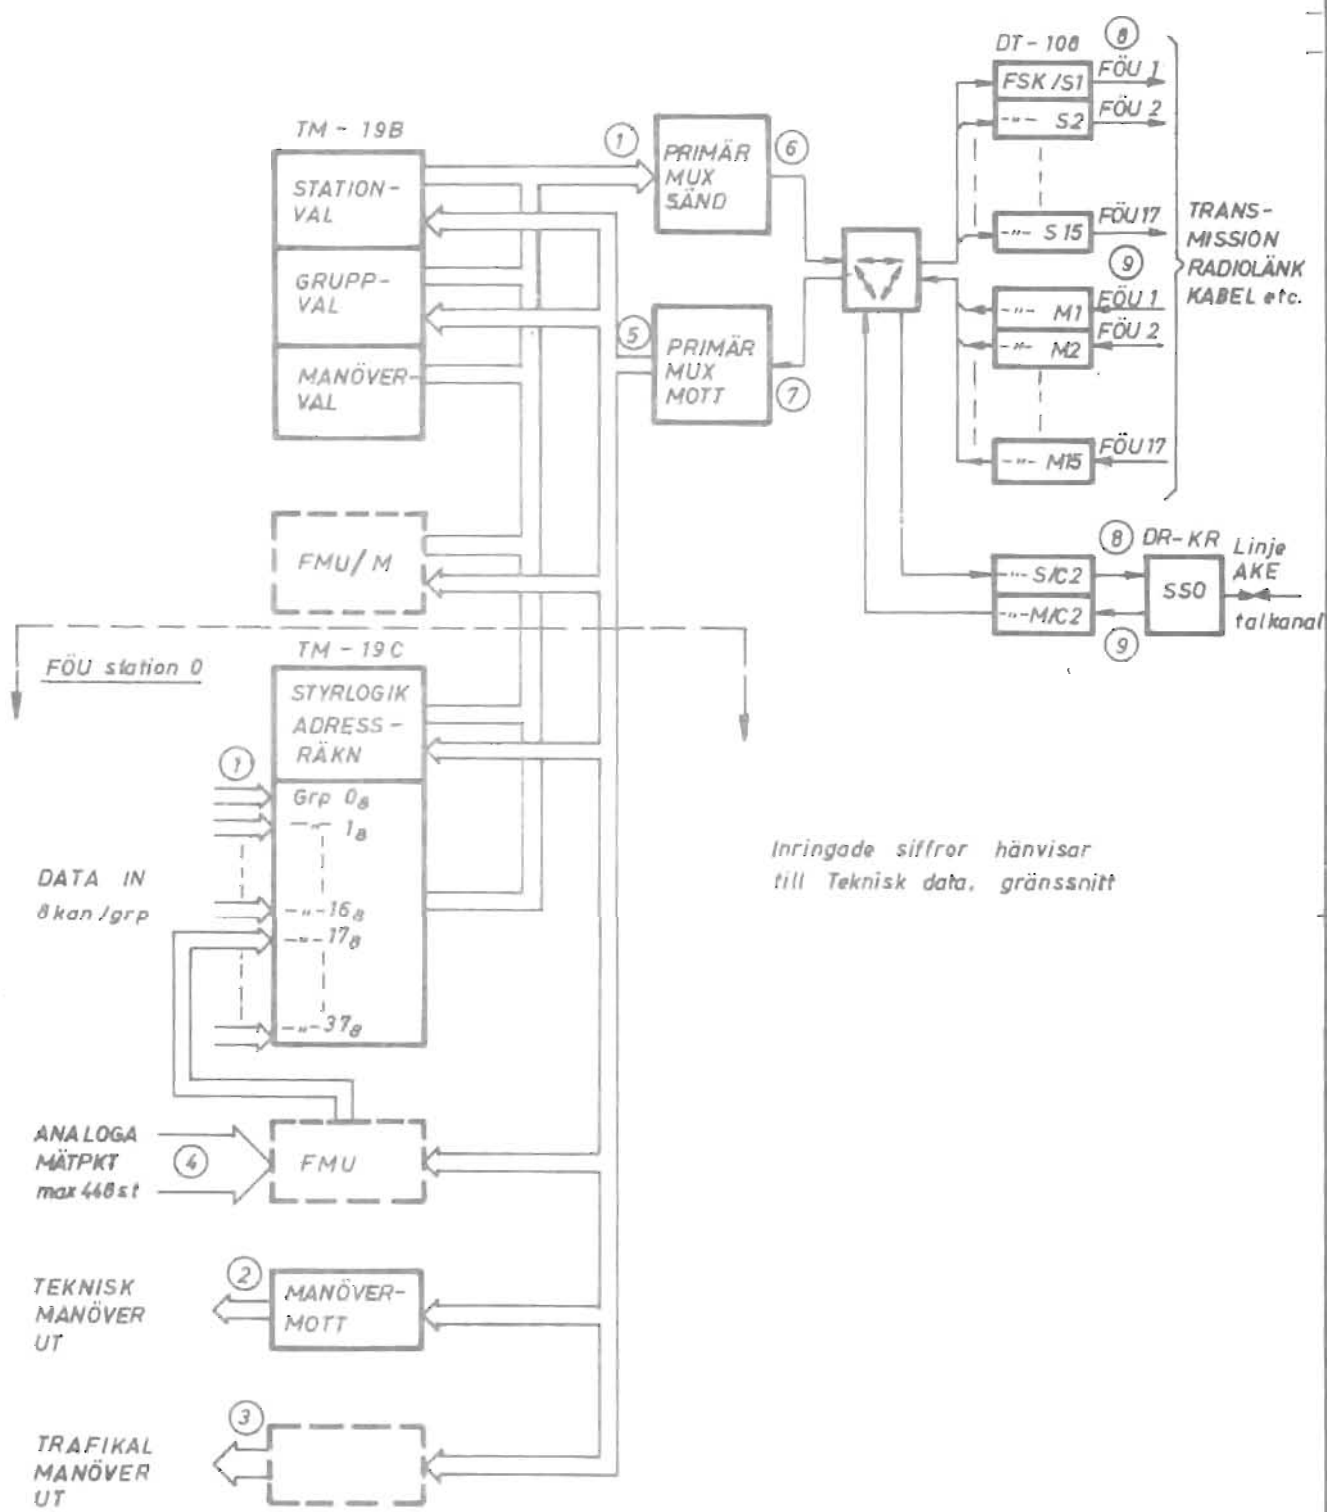 DT-108
8
FSK/S1
FÖU 1
-"- S2
FÖU 2
-"- S15
FÖU 17
9
-"- M1
FÖU 1
-"- M2
FÖU 2
-"- M15
FÖU 17
TRANS-
MISSION
RADIOLÄNK
KABEL etc.
TM - 19B
STATION-
VAL
GRUPP-
VAL
MANÖVER-
VAL
1
PRIMÄR
MUX
SÄND
6
5
PRIMÄR
MUX
MOTT
7
FMU/M
-"- S/C2
-"-M/C2
8
DR-KR
SSO
9
Linje
AKE
talkanal
FÖU station 0
TM - 19C
STYRLOGIK
ADRESS-
RÄKN
1
Grp 0₈
-"- 1₈
-"-16₈
-"-17₈
-"-37₈
DATA IN
8kan/grp
Inringade siffror hänvisar
till Teknisk data, gränssnitt
ANALOGA
MÄTPKT
max 448 st
4
FMU
TEKNISK
MANÖVER
UT
2
MANÖVER-
MOTT
TRAFIKAL
MANÖVER
UT
3